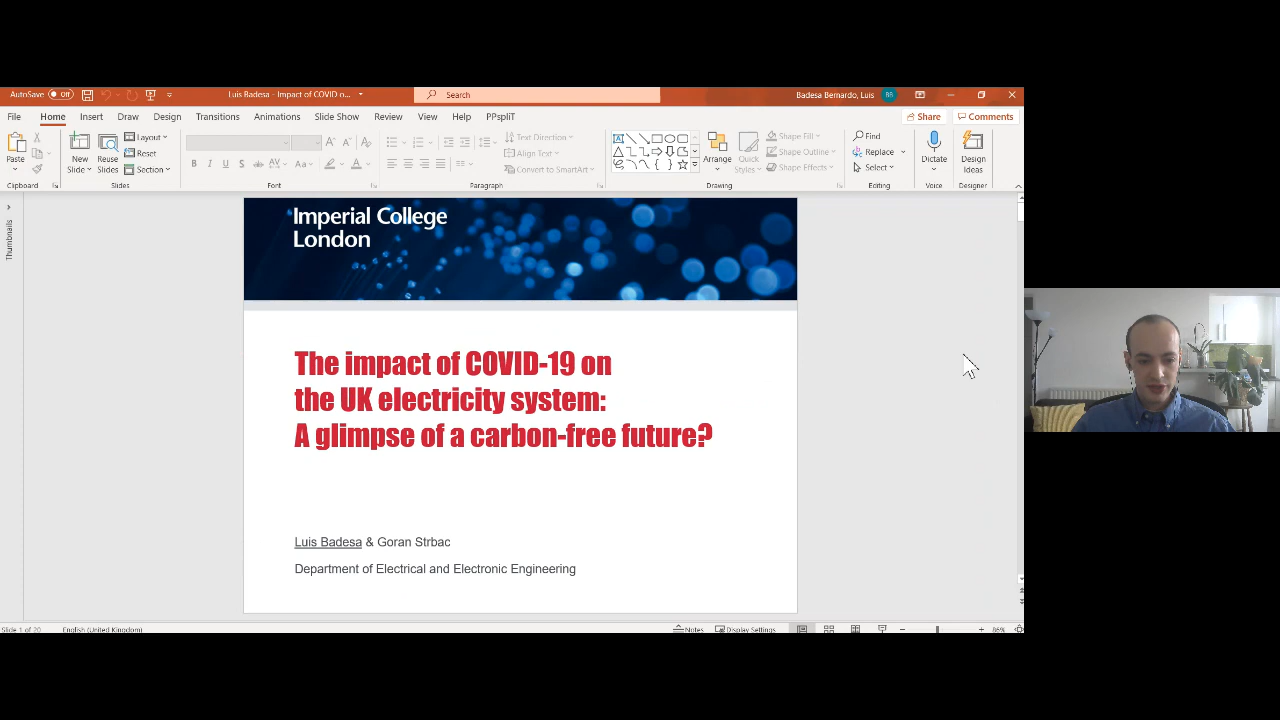 AutoSave Off
Luis Badesa - Impact of COVID o...
Search
Badesa Bernardo, Luis BB
File Home Insert Draw Design Transitions Animations Slide Show Review View Help PPspliT
Share Comments
Paste
New Slide
Reuse Slides
Layout
Reset
Section
B I U S ab AV Aa A
Text Direction
Align Text
Convert to SmartArt
Arrange
Quick Styles
Shape Fill
Shape Outline
Shape Effects
Find
Replace
Select
Dictate
Design Ideas
Clipboard Slides Font Paragraph Drawing Editing Voice Designer
Thumbnails
Imperial College
London
The impact of COVID-19 on
the UK electricity system:
A glimpse of a carbon-free future?
Luis Badesa & Goran Strbac
Department of Electrical and Electronic Engineering
Slide 1 of 20 English (United Kingdom) Notes Display Settings 86%